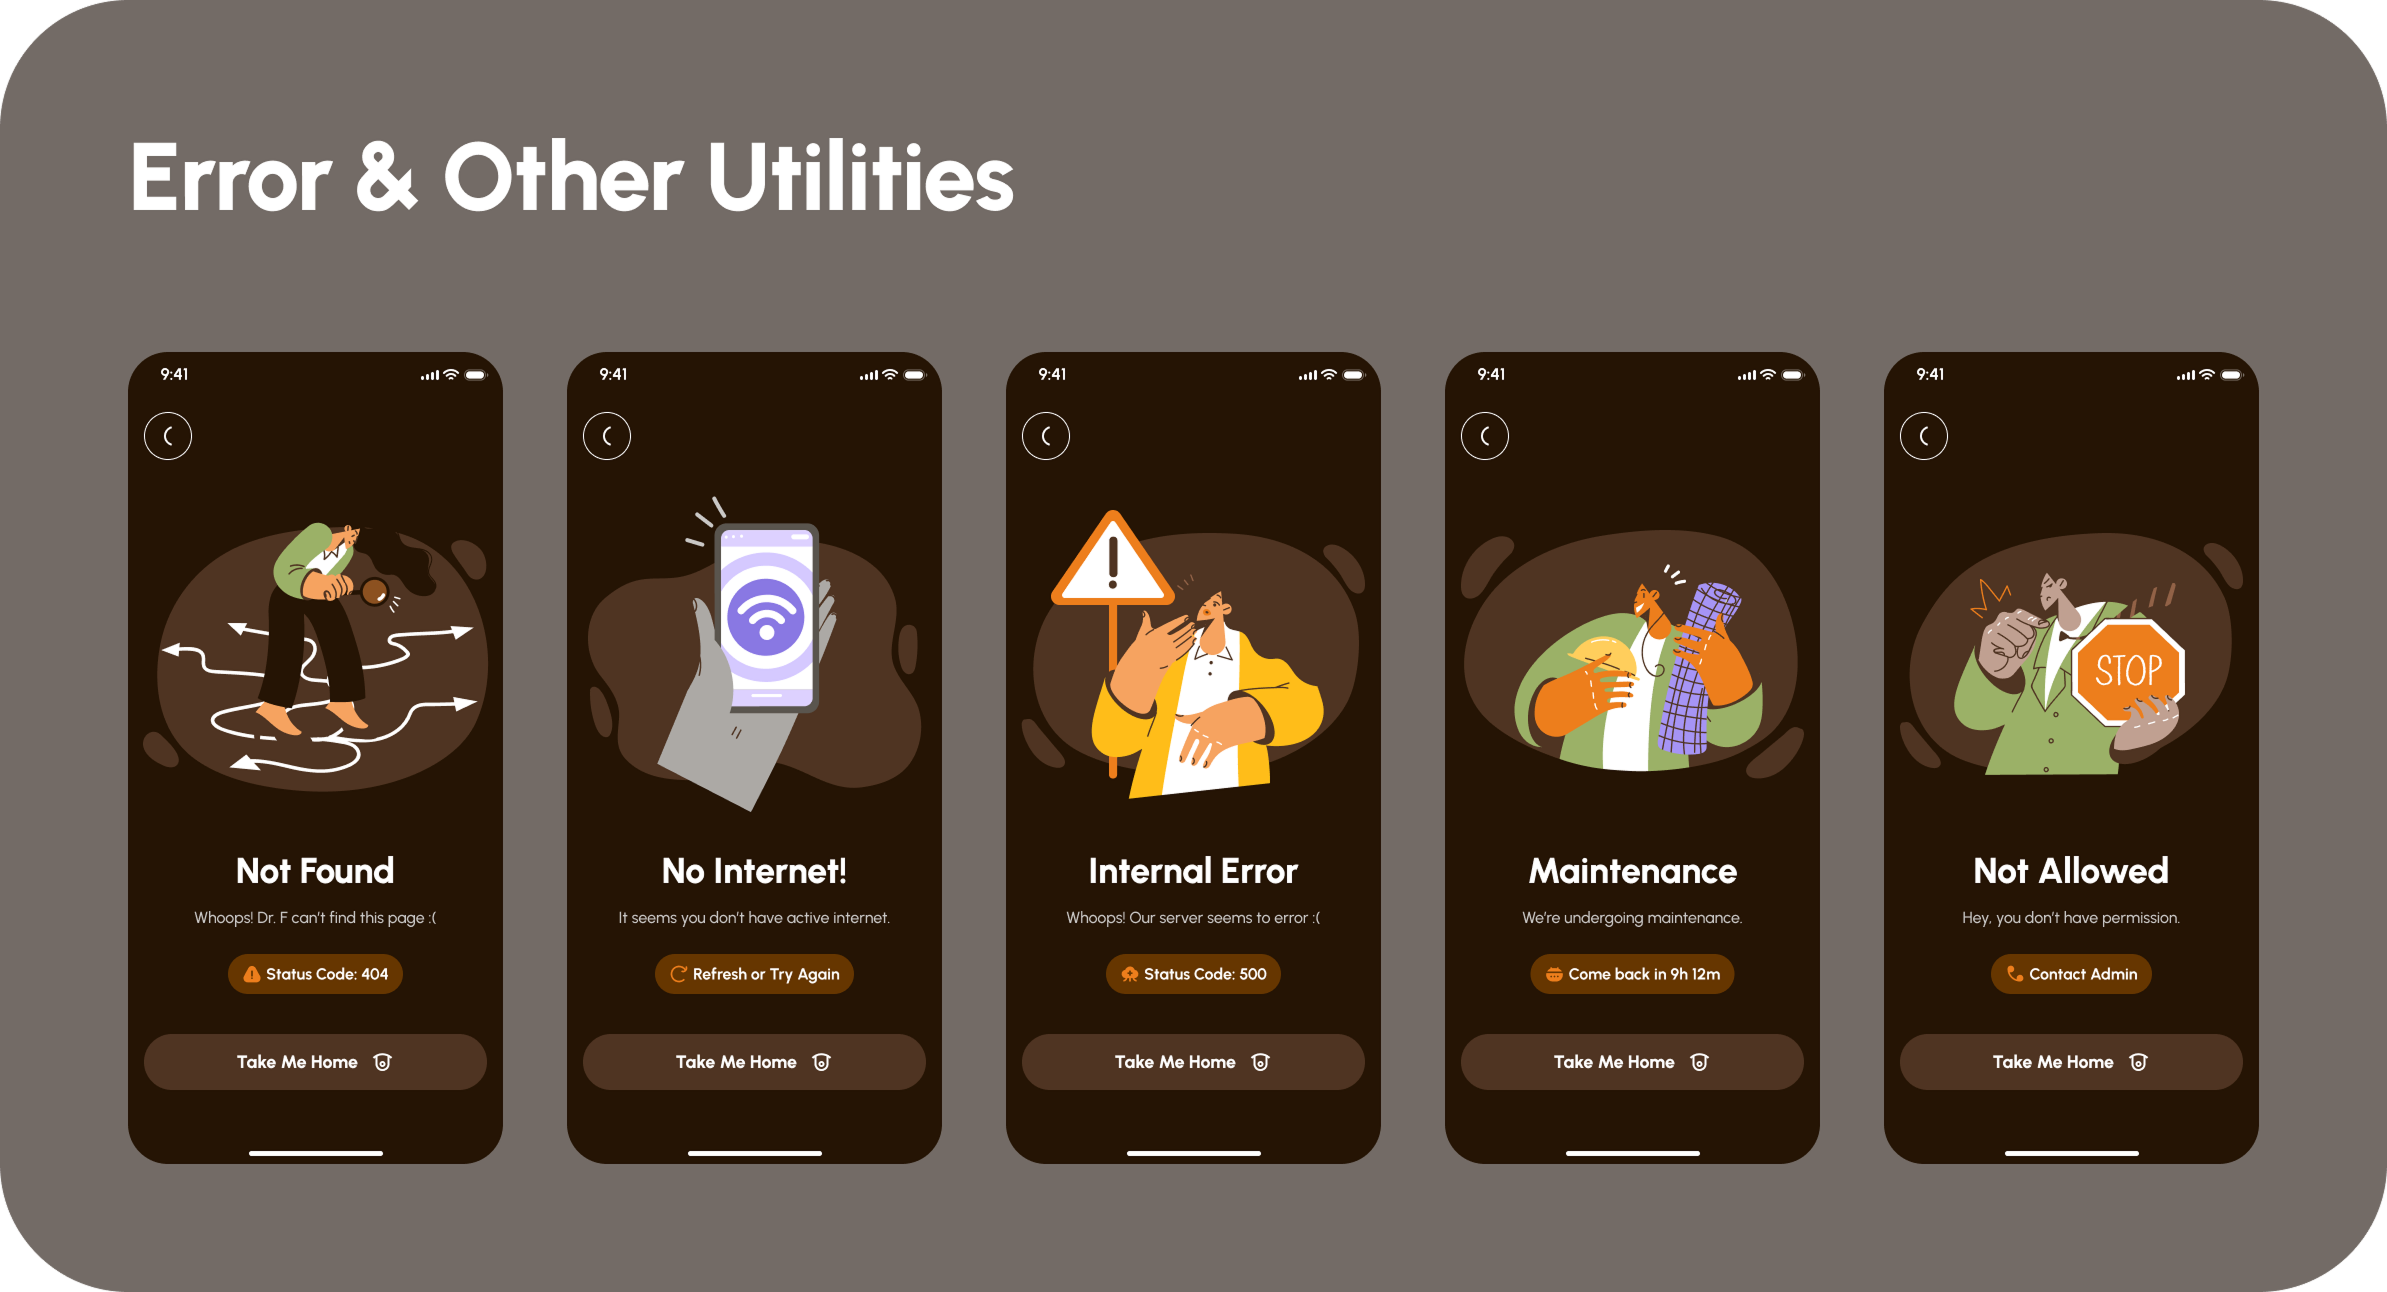 Error & Other Utilities
9:41
9:41
9:41
9:41
9:41
STOP
Not Found
Whoops! Dr. F can't find this page :(
Status Code: 404
Take Me Home
No Internet!
It seems you don't have active internet.
Refresh or Try Again
Take Me Home
Internal Error
Whoops! Our server seems to error :(
Status Code: 500
Take Me Home
Maintenance
We're undergoing maintenance.
Come back in 9h 12m
Take Me Home
Not Allowed
Hey, you don't have permission.
Contact Admin
Take Me Home